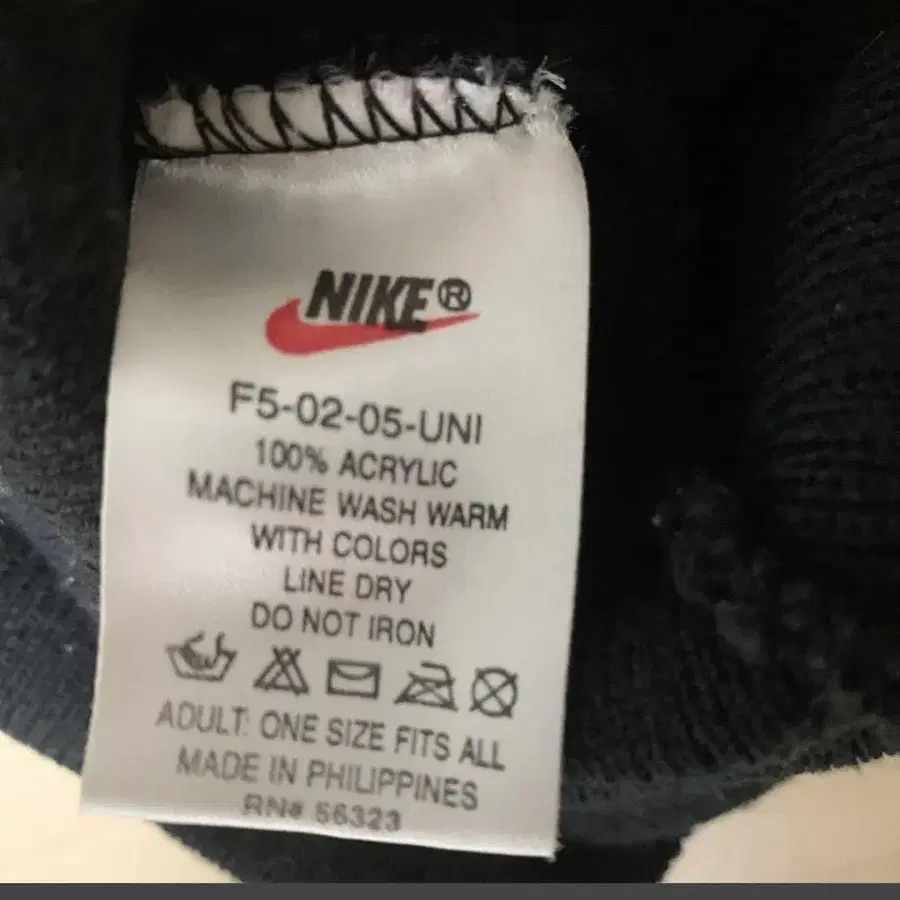 NIKE®
F5-02-05-UNI
100% ACRYLIC
MACHINE WASH WARM
WITH COLORS
LINE DRY
DO NOT IRON
ADULT: ONE SIZE FITS ALL
MADE IN PHILIPPINES
RN# 56323